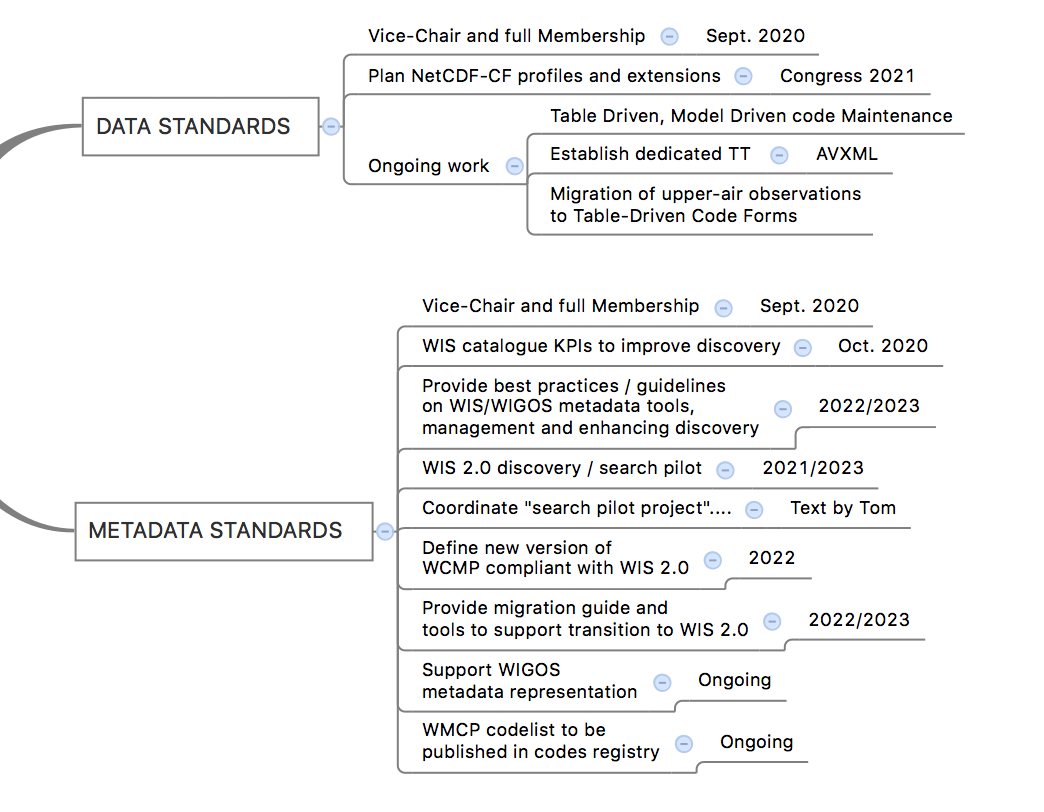 Vice-Chair and full Membership Sept. 2020
Plan NetCDF-CF profiles and extensions Congress 2021
DATA STANDARDS
Table Driven, Model Driven code Maintenance
Ongoing work
Establish dedicated TT AVXML
Migration of upper-air observations
to Table-Driven Code Forms
Vice-Chair and full Membership Sept. 2020
WIS catalogue KPIs to improve discovery Oct. 2020
Provide best practices / guidelines
on WIS/WIGOS metadata tools, 2022/2023
management and enhancing discovery
WIS 2.0 discovery / search pilot 2021/2023
Coordinate "search pilot project".... Text by Tom
METADATA STANDARDS
Define new version of
WCMP compliant with WIS 2.0 2022
Provide migration guide and
tools to support transition to WIS 2.0 2022/2023
Support WIGOS
metadata representation Ongoing
WMCP codelist to be
published in codes registry Ongoing